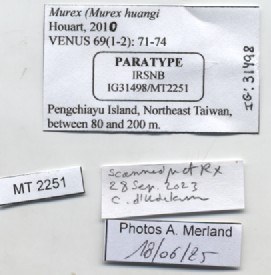 Murex (Murex huangi
Houart, 2010
VENUS 69(1-2): 71-74
PARATYPE
IRSNB
IG31498/MT2251
Pengchiayu Island, Northeast Taiwan,
between 80 and 200 m.
IG: 31498
MT 2251
scanned RX
28 Sep. 2023
C. d'Udekem
Photos A. Merland
18/06/25